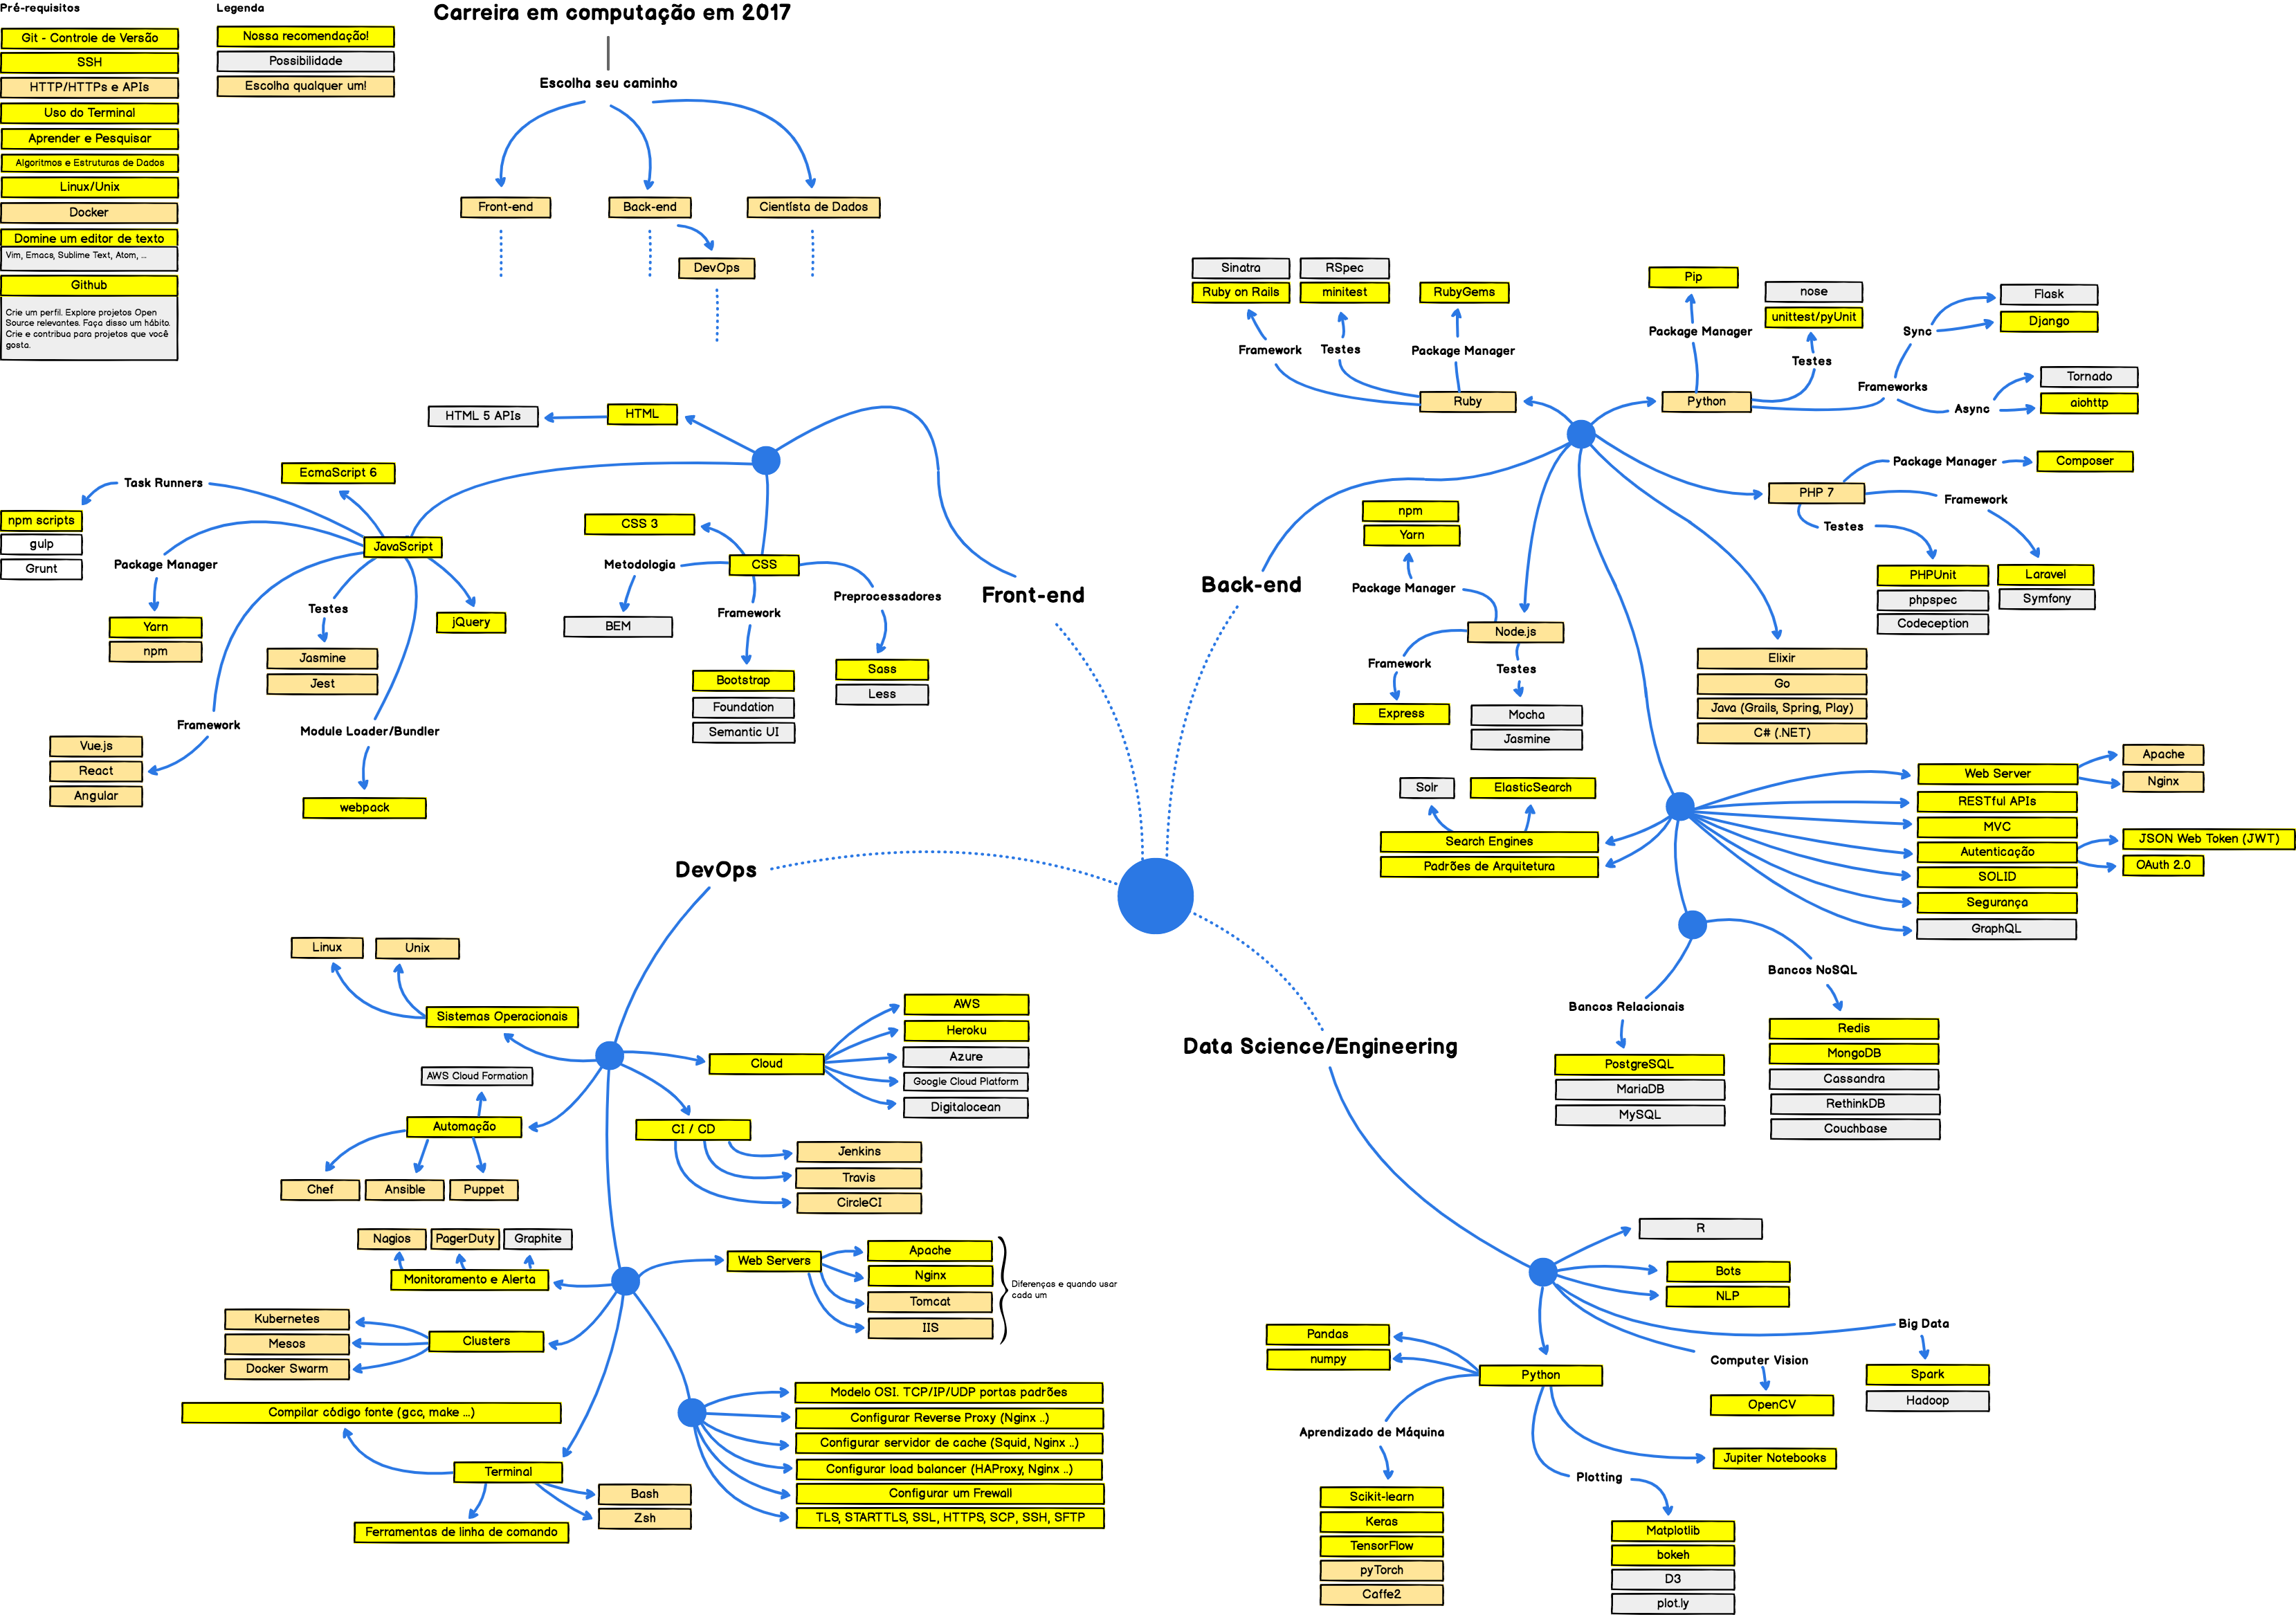 Pré-requisitos
Git - Controle de Versão
SSH
HTTP/HTTPs e APIs
Uso do Terminal
Aprender e Pesquisar
Algoritmos e Estruturas de Dados
Linux/Unix
Docker
Domine um editor de texto
Vim, Emacs, Sublime Text, Atom, ...
Github
Crie um perfil. Explore projetos Open
Source relevantes. Faça disso um hábito.
Crie e contribua para projetos que você
gosta.
Legenda
Nossa recomendação!
Possibilidade
Escolha qualquer um!
Carreira em computação em 2017
Escolha seu caminho
Front-end
Back-end
Cientísta de Dados
DevOps
Front-end
HTML
HTML 5 APIs
EcmaScript 6
Task Runners
npm scripts
gulp
Grunt
JavaScript
Package Manager
Yarn
npm
Testes
Jasmine
Jest
jQuery
Framework
Vue.js
React
Angular
Module Loader/Bundler
webpack
CSS 3
CSS
Metodologia
BEM
Framework
Bootstrap
Foundation
Semantic UI
Preprocessadores
Sass
Less
Back-end
Sinatra
Ruby on Rails
RSpec
minitest
RubyGems
Framework
Testes
Package Manager
Ruby
Pip
Package Manager
nose
unittest/pyUnit
Testes
Python
Frameworks
Sync
Flask
Django
Async
Tornado
aiohttp
PHP 7
Package Manager
Composer
Framework
Testes
PHPUnit
phpspec
Codeception
Laravel
Symfony
npm
Yarn
Package Manager
Node.js
Framework
Express
Testes
Mocha
Jasmine
Elixir
Go
Java (Grails, Spring, Play)
C# (.NET)
Solr
ElasticSearch
Search Engines
Padrões de Arquitetura
Web Server
Apache
Nginx
RESTful APIs
MVC
Autenticação
JSON Web Token (JWT)
OAuth 2.0
SOLID
Segurança
GraphQL
Bancos Relacionais
PostgreSQL
MariaDB
MySQL
Bancos NoSQL
Redis
MongoDB
Cassandra
RethinkDB
Couchbase
DevOps
Linux
Unix
Sistemas Operacionais
Cloud
AWS
Heroku
Azure
Google Cloud Platform
Digitalocean
AWS Cloud Formation
Automação
Chef
Ansible
Puppet
CI / CD
Jenkins
Travis
CircleCI
Nagios
PagerDuty
Graphite
Monitoramento e Alerta
Web Servers
Apache
Nginx
Tomcat
IIS
Diferenças e quando usar
cada um
Kubernetes
Mesos
Docker Swarm
Clusters
Compilar código fonte (gcc, make ...)
Terminal
Bash
Zsh
Ferramentas de linha de comando
Modelo OSI. TCP/IP/UDP portas padrões
Configurar Reverse Proxy (Nginx ..)
Configurar servidor de cache (Squid, Nginx ..)
Configurar load balancer (HAProxy, Nginx ..)
Configurar um Firewall
TLS, STARTTLS, SSL, HTTPS, SCP, SSH, SFTP
Data Science/Engineering
R
Bots
NLP
Big Data
Spark
Hadoop
Computer Vision
OpenCV
Pandas
numpy
Python
Aprendizado de Máquina
Scikit-learn
Keras
TensorFlow
pyTorch
Caffe2
Jupiter Notebooks
Plotting
Matplotlib
bokeh
D3
plot.ly